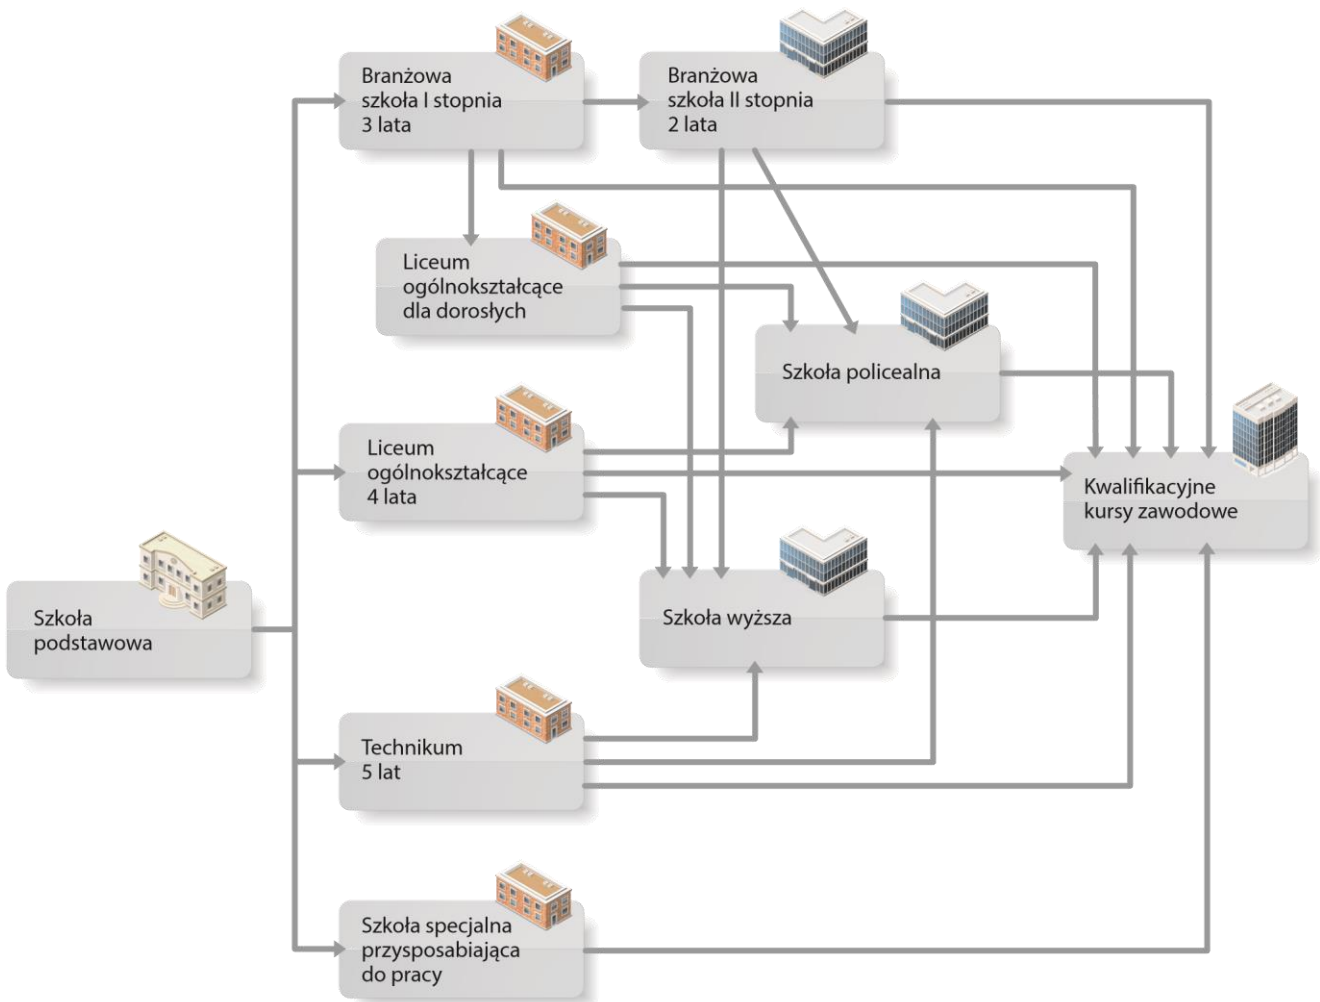 Branżowa
szkoła I stopnia
3 lata
Branżowa
szkoła II stopnia
2 lata
Liceum
ogólnokształcące
dla dorosłych
Szkoła policealna
Liceum
ogólnokształcące
4 lata
Kwalifikacyjne
kursy zawodowe
Szkoła
podstawowa
Szkoła wyższa
Technikum
5 lat
Szkoła specjalna
przysposabiająca
do pracy